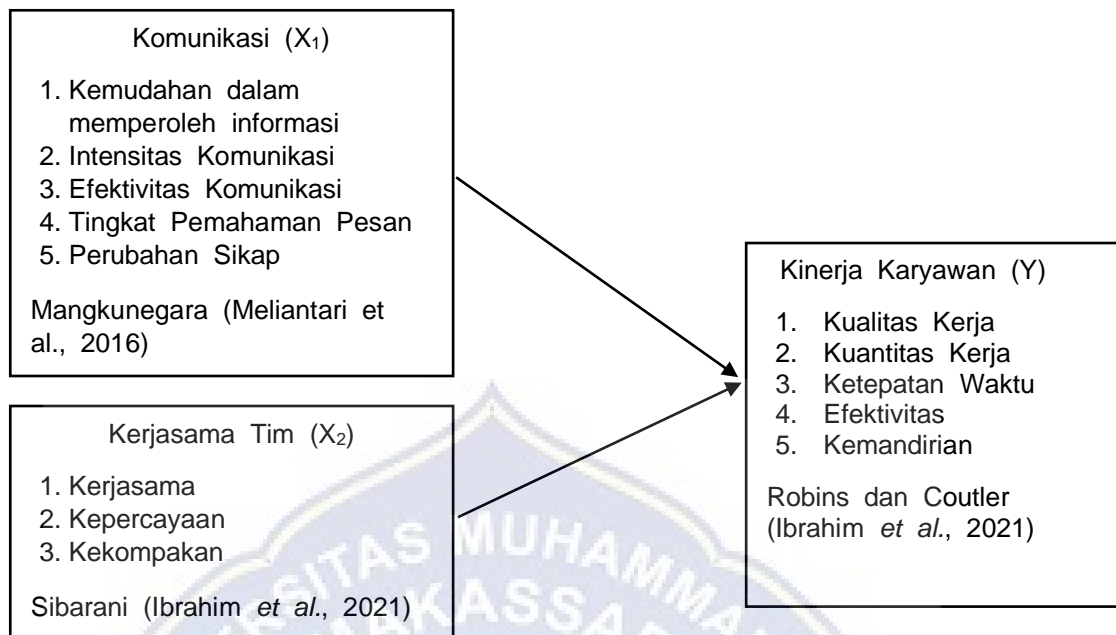 Komunikasi (X₁)
1. Kemudahan dalam
memperoleh informasi
2. Intensitas Komunikasi
3. Efektivitas Komunikasi
4. Tingkat Pemahaman Pesan
5. Perubahan Sikap
Mangkunegara (Meliantari et
al., 2016)
Kerjasama Tim (X₂)
1. Kerjasama
2. Kepercayaan
3. Kekompakan
Sibarani (Ibrahim et al., 2021)
Kinerja Karyawan (Y)
1. Kualitas Kerja
2. Kuantitas Kerja
3. Ketepatan Waktu
4. Efektivitas
5. Kemandirian
Robins dan Coutler
(Ibrahim et al., 2021)